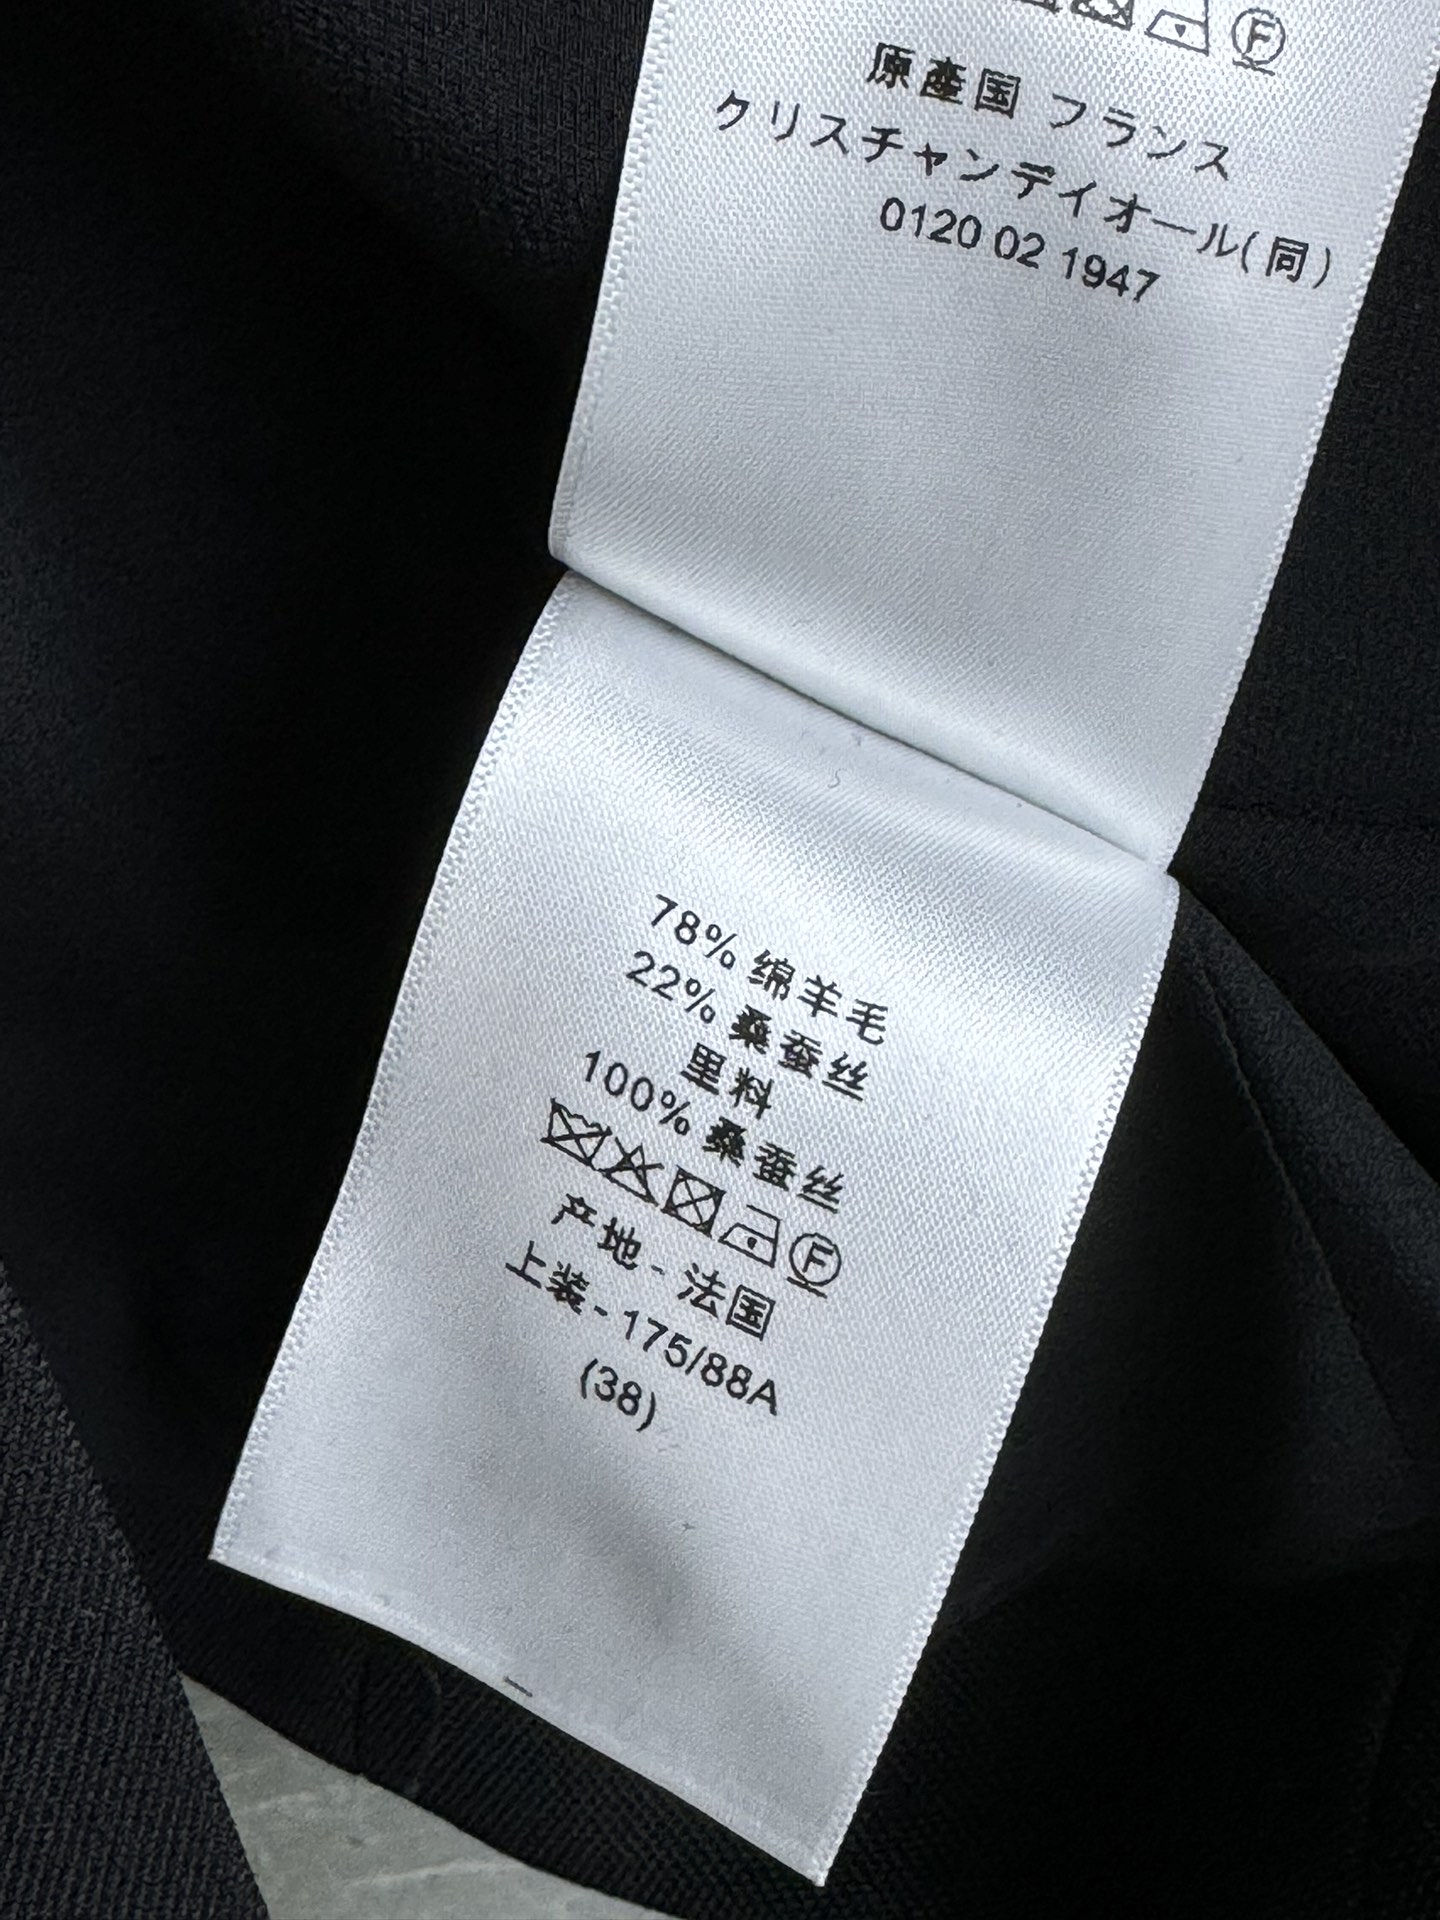 原産国 フランス
クリスチャンディオール(同)
0120 02 1947
78% 绵羊毛
22% 桑蚕丝
里料
100% 桑蚕丝
F
产地 - 法国
上装 - 175/88A
(38)